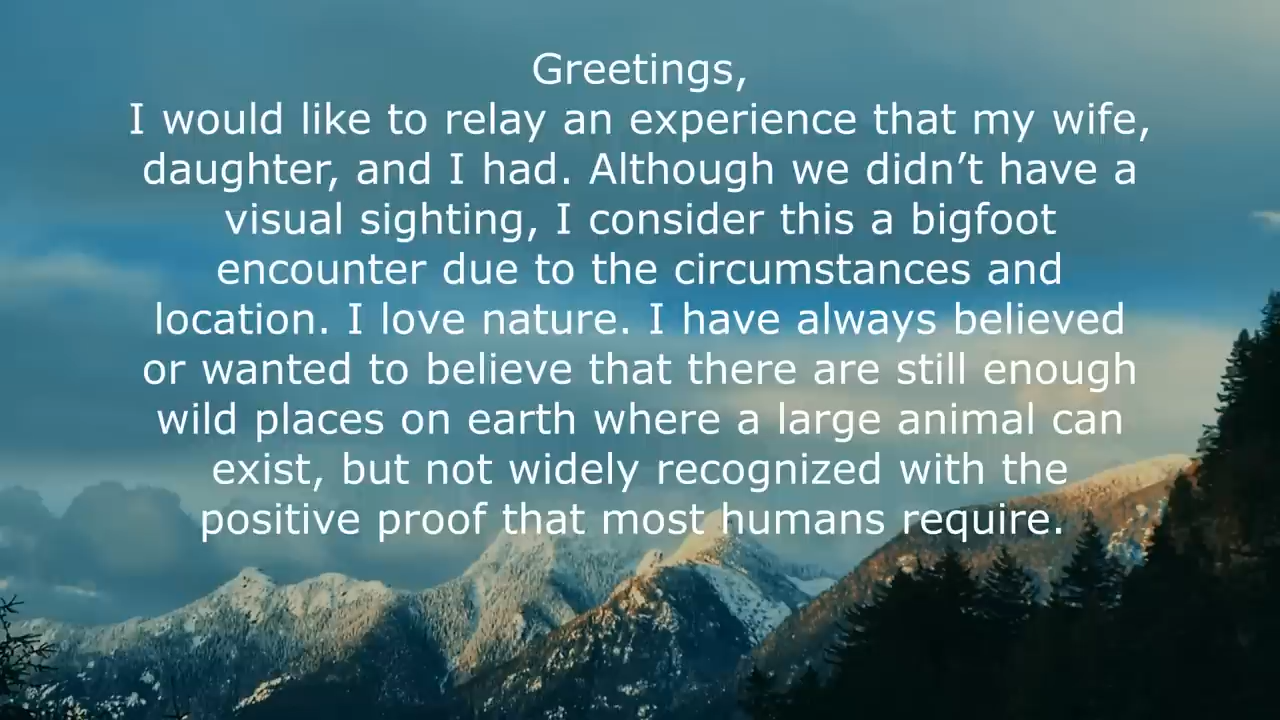 Greetings,
I would like to relay an experience that my wife,
daughter, and I had. Although we didn’t have a
visual sighting, I consider this a bigfoot
encounter due to the circumstances and
location. I love nature. I have always believed
or wanted to believe that there are still enough
wild places on earth where a large animal can
exist, but not widely recognized with the
positive proof that most humans require.